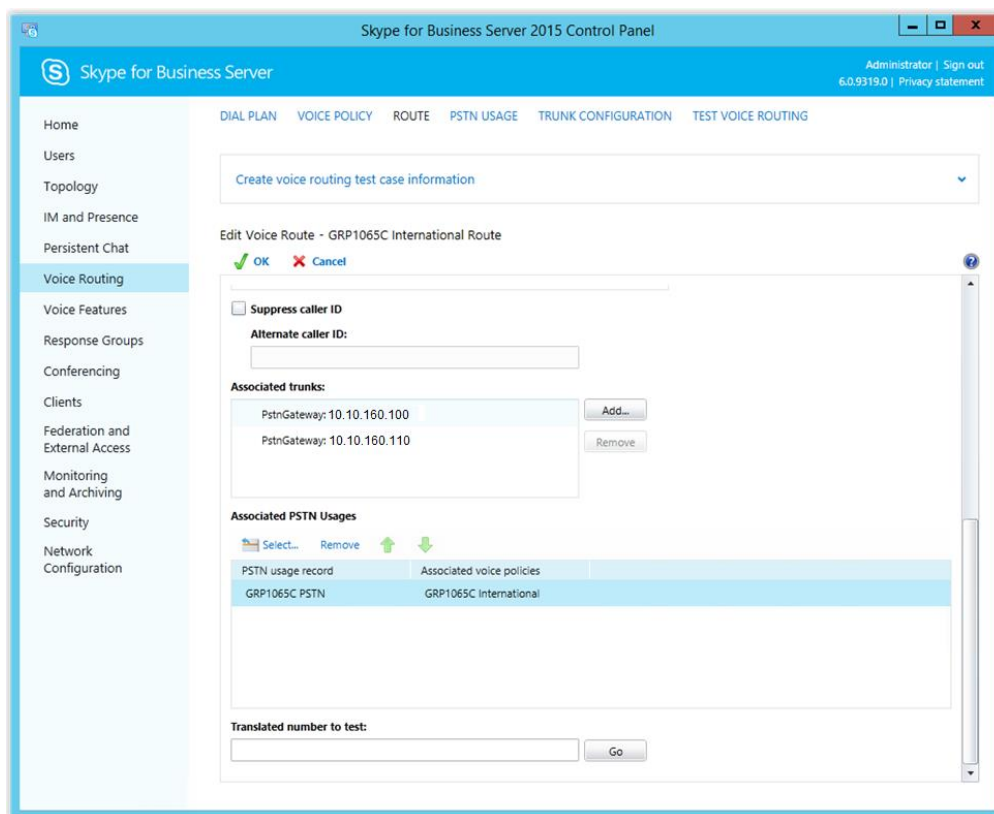 Skype for Business Server 2015 Control Panel
Skype for Business Server
Administrator | Sign out
6.0.9319.0 | Privacy statement
Home
Users
Topology
IM and Presence
Persistent Chat
Voice Routing
Voice Features
Response Groups
Conferencing
Clients
Federation and
External Access
Monitoring
and Archiving
Security
Network
Configuration
DIAL PLAN VOICE POLICY ROUTE PSTN USAGE TRUNK CONFIGURATION TEST VOICE ROUTING
Create voice routing test case information
Edit Voice Route - GRP1065C International Route
OK Cancel
Suppress caller ID
Alternate caller ID:
Associated trunks:
PstnGateway: 10.10.160.100
PstnGateway: 10.10.160.110
Add...
Remove
Associated PSTN Usages
Select... Remove
PSTN usage record Associated voice policies
GRP1065C PSTN GRP1065C International
Translated number to test:
Go